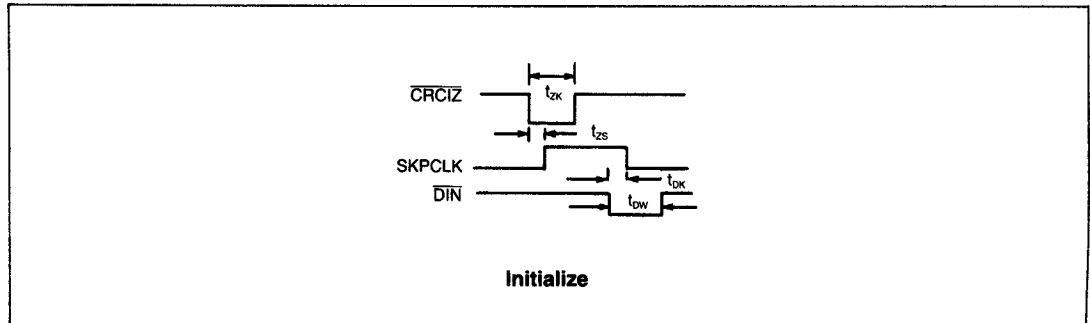 CRCIZ
tZK
tZS
SKPCLK
tDK
DIN
tDW
Initialize